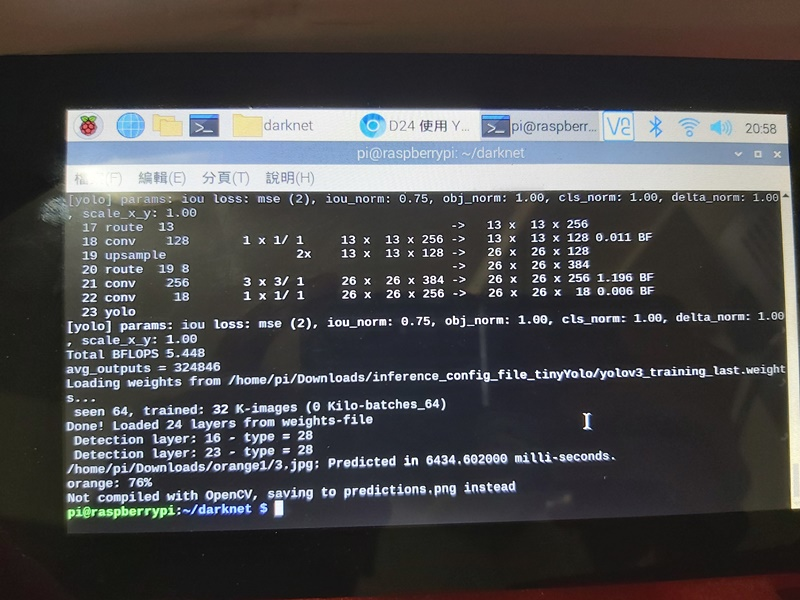 darknet
D24 使用 Y...
pi@raspberr...
20:58
pi@raspberrypi: ~/darknet
檔案(F) 編輯(E) 分頁(T) 說明(H)
[yolo] params: iou loss: mse (2), iou_norm: 0.75, obj_norm: 1.00, cls_norm: 1.00, delta_norm: 1.00
, scale_x_y: 1.00
17 route 13 -> 13 x 13 x 256
18 conv 128 1 x 1/ 1 13 x 13 x 256 -> 13 x 13 x 128 0.011 BF
19 upsample 2x 13 x 13 x 128 -> 26 x 26 x 128
20 route 19 8 -> 26 x 26 x 384
21 conv 256 3 x 3/ 1 26 x 26 x 384 -> 26 x 26 x 256 1.196 BF
22 conv 18 1 x 1/ 1 26 x 26 x 256 -> 26 x 26 x 18 0.006 BF
23 yolo
[yolo] params: iou loss: mse (2), iou_norm: 0.75, obj_norm: 1.00, cls_norm: 1.00, delta_norm: 1.00
, scale_x_y: 1.00
Total BFLOPS 5.448
avg_outputs = 324846
Loading weights from /home/pi/Downloads/inference_config_file_tinyYolo/yolov3_training_last.weight
s...
seen 64, trained: 32 K-images (0 Kilo-batches_64)
Done! Loaded 24 layers from weights-file
Detection layer: 16 - type = 28
Detection layer: 23 - type = 28
/home/pi/Downloads/orange1/3.jpg: Predicted in 6434.602000 milli-seconds.
orange: 76%
Not compiled with OpenCV, saving to predictions.png instead
pi@raspberrypi:~/darknet $